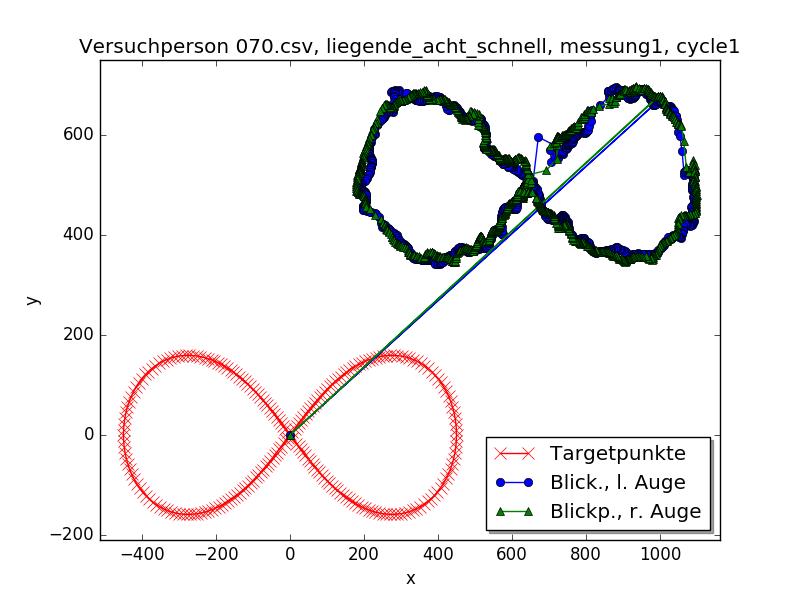 Versuchperson 070.csv, liegende_acht_schnell, messung1, cycle1
y
600
400
200
0
−200
−400
−200
0
200
400
600
800
1000
x
Targetpunkte
Blick., l. Auge
Blickp., r. Auge